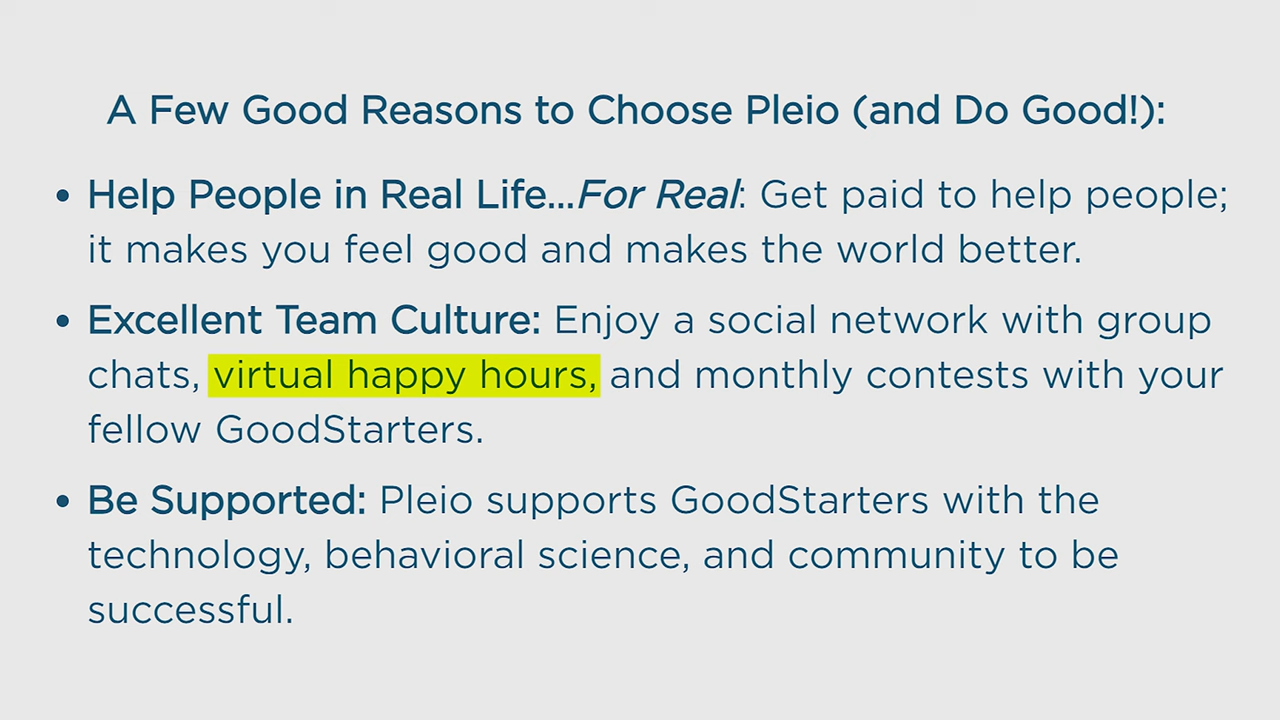 A Few Good Reasons to Choose Pleio (and Do Good!):
• Help People in Real Life...For Real: Get paid to help people;
it makes you feel good and makes the world better.
• Excellent Team Culture: Enjoy a social network with group
chats, virtual happy hours, and monthly contests with your
fellow GoodStarters.
• Be Supported: Pleio supports GoodStarters with the
technology, behavioral science, and community to be
successful.